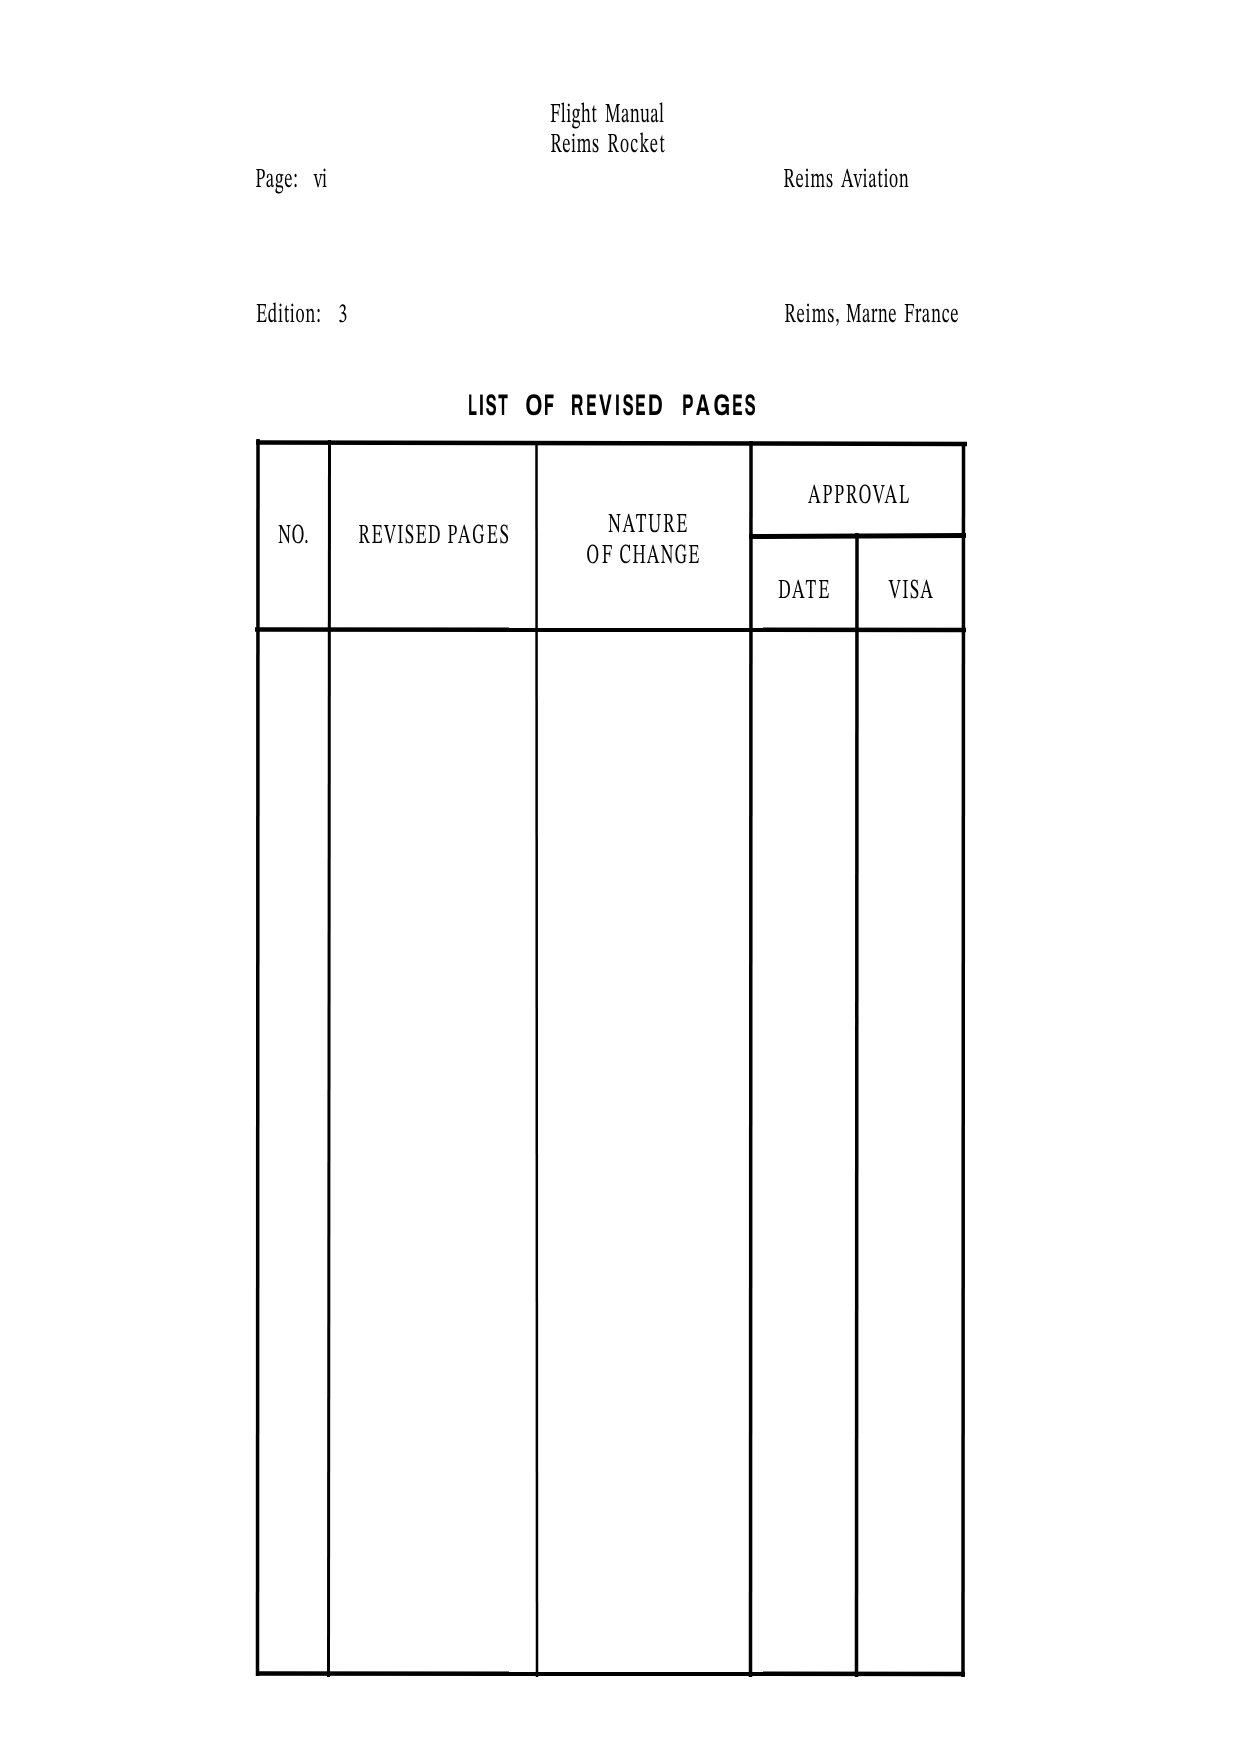 Flight Manual
Reims Rocket
Page: vi Reims Aviation
Edition: 3 Reims, Marne France
LIST OF REVISED PAGES
NO. REVISED PAGES NATURE
OF CHANGE
APPROVAL
DATE VISA